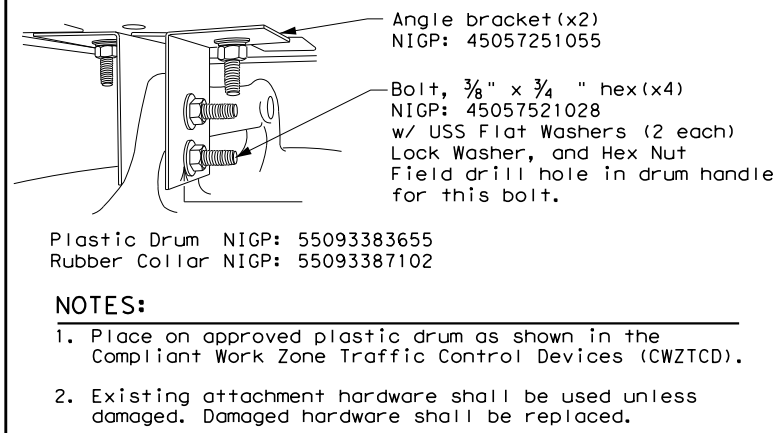 Angle bracket(x2)
NIGP: 45057251055
Bolt, ⅜" x ¾ " hex(x4)
NIGP: 45057521028
w/ USS Flat Washers (2 each)
Lock Washer, and Hex Nut
Field drill hole in drum handle
for this bolt.
Plastic Drum NIGP: 55093383655
Rubber Collar NIGP: 55093387102
NOTES:
1. Place on approved plastic drum as shown in the
Compliant Work Zone Traffic Control Devices (CWZTCD).
2. Existing attachment hardware shall be used unless
damaged. Damaged hardware shall be replaced.